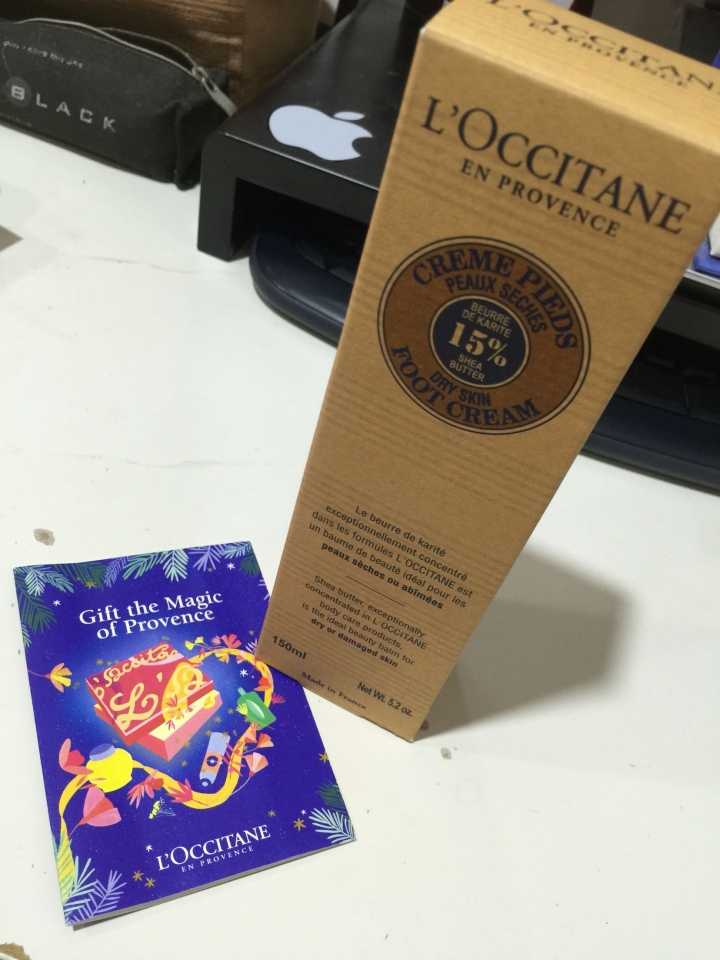 BLACK
L'OCCITANE
EN PROVENCE
L'OCCITANE
EN PROVENCE
CREME PIEDS
PEAUX SECHES
BEURRE
DE KARITE
15%
SHEA
BUTTER
DRY SKIN
FOOT CREAM
Le beurre de karité
exceptionnellement concentré
dans les formules L'OCCITANE est
un baume de beauté idéal pour les
peaux sèches ou abîmées
Shea butter, exceptionally
concentrated in L'OCCITANE
body care products,
is the ideal beauty balm for
dry or damaged skin
150ml
Net Wt. 5.2 oz.
Made in France
Gift the Magic
of Provence
L'Occitane
L'OCCITANE
EN PROVENCE